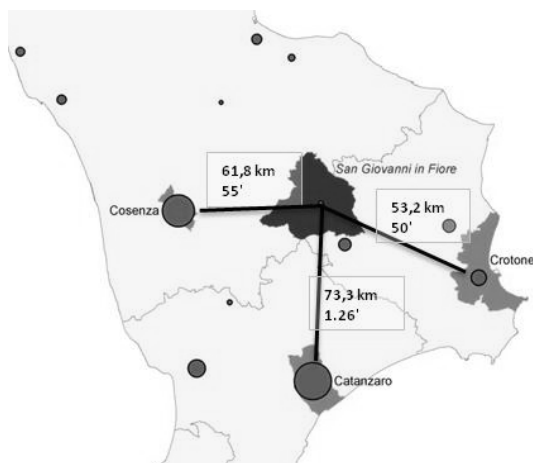 San Giovanni in Fiore
61,8 km
55'
Cosenza
53,2 km
50'
Crotone
73,3 km
1.26'
Catanzaro